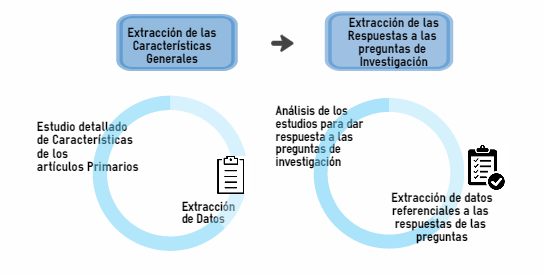 Extracción de las
Características
Generales
Extracción de las
Respuestas a las
preguntas de
Investigación
Estudio detallado
de Características
de los
artículos Primarios
Extracción
de Datos
Análisis de los
estudios para dar
respuesta a las
preguntas de
investigación
Extracción de datos
referenciales a las
respuestas de las
preguntas